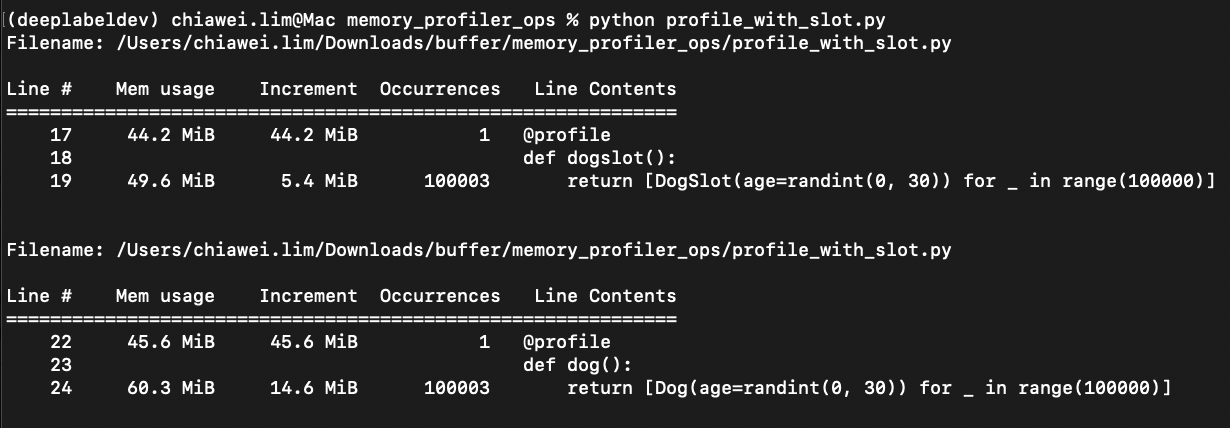 (deeplabeldev) chiawei.lim@Mac memory_profiler_ops % python profile_with_slot.py
Filename: /Users/chiawei.lim/Downloads/buffer/memory_profiler_ops/profile_with_slot.py

Line #    Mem usage    Increment  Occurrences   Line Contents
=============================================================
    17     44.2 MiB     44.2 MiB           1   @profile
    18                                         def dogslot():
    19     49.6 MiB      5.4 MiB      100003       return [DogSlot(age=randint(0, 30)) for _ in range(100000)]


Filename: /Users/chiawei.lim/Downloads/buffer/memory_profiler_ops/profile_with_slot.py

Line #    Mem usage    Increment  Occurrences   Line Contents
=============================================================
    22     45.6 MiB     45.6 MiB           1   @profile
    23                                         def dog():
    24     60.3 MiB     14.6 MiB      100003       return [Dog(age=randint(0, 30)) for _ in range(100000)]